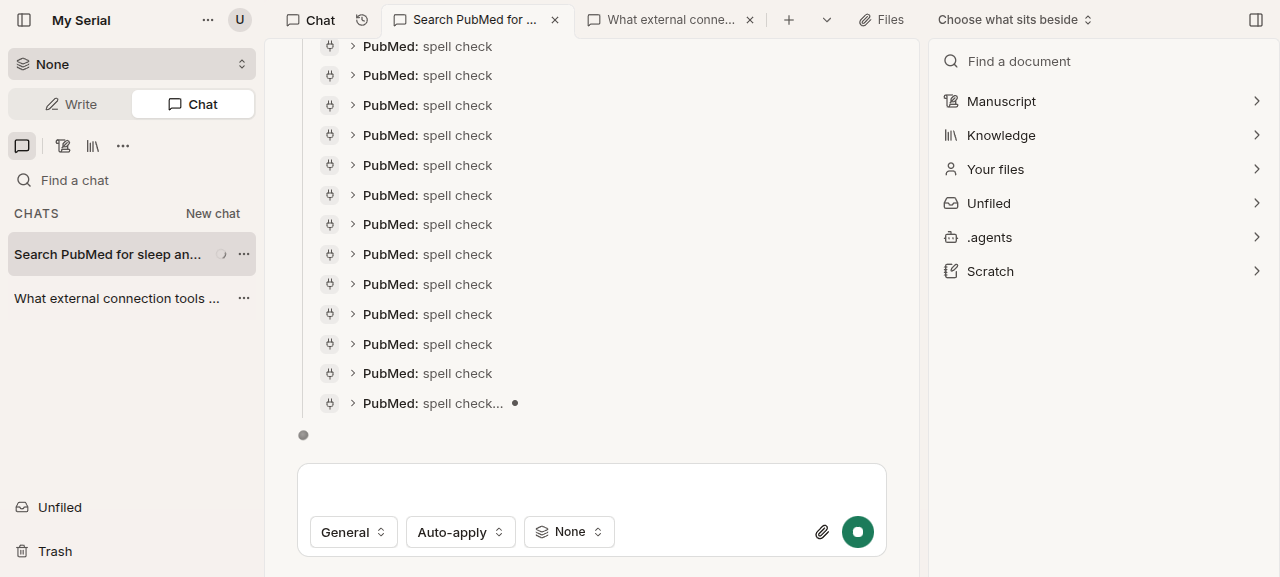 My Serial
U
Chat
Search PubMed for ...
What external conne...
Files
Choose what sits beside
None
Write
Chat
Find a chat
CHATS
New chat
Search PubMed for sleep an...
What external connection tools ...
Unfiled
Trash
PubMed: spell check
PubMed: spell check
PubMed: spell check
PubMed: spell check
PubMed: spell check
PubMed: spell check
PubMed: spell check
PubMed: spell check
PubMed: spell check
PubMed: spell check
PubMed: spell check
PubMed: spell check
PubMed: spell check...
General
Auto-apply
None
Find a document
Manuscript
Knowledge
Your files
Unfiled
.agents
Scratch